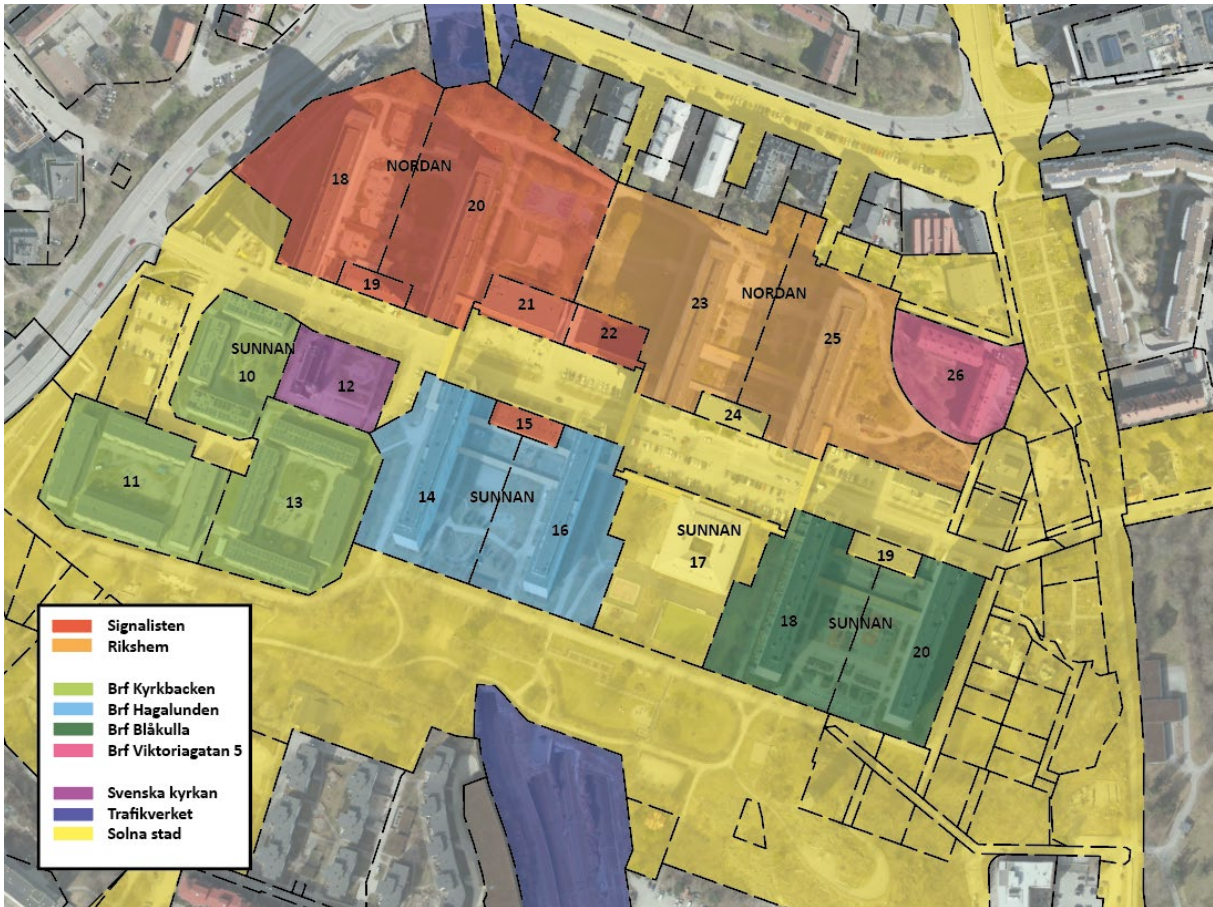 NORDAN
18
20
19
21
22
23
NORDAN
25
26
24
SUNNAN
10
12
11
13
15
14
SUNNAN
16
SUNNAN
17
19
18
SUNNAN
20
Signalisten
Rikshem
Brf Kyrkbacken
Brf Hagalunden
Brf Blåkulla
Brf Viktoriagatan 5
Svenska kyrkan
Trafikverket
Solna stad